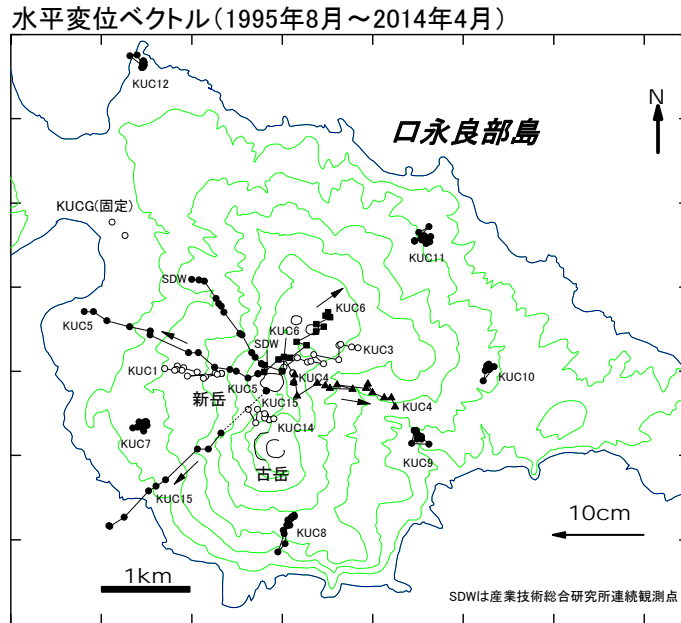 水平変位ベクトル(1995年8月～2014年4月)
KUC12
N
口永良部島
KUCG(固定)
KUC11
SDW
KUC6
KUC5
KUC6
SDW
KUC3
KUC1
KUC4
KUC10
KUC5
新岳
KUC15
KUC4
KUC7
KUC14
KUC9
古岳
KUC15
10cm
KUC8
1km
SDWは産業技術総合研究所連続観測点